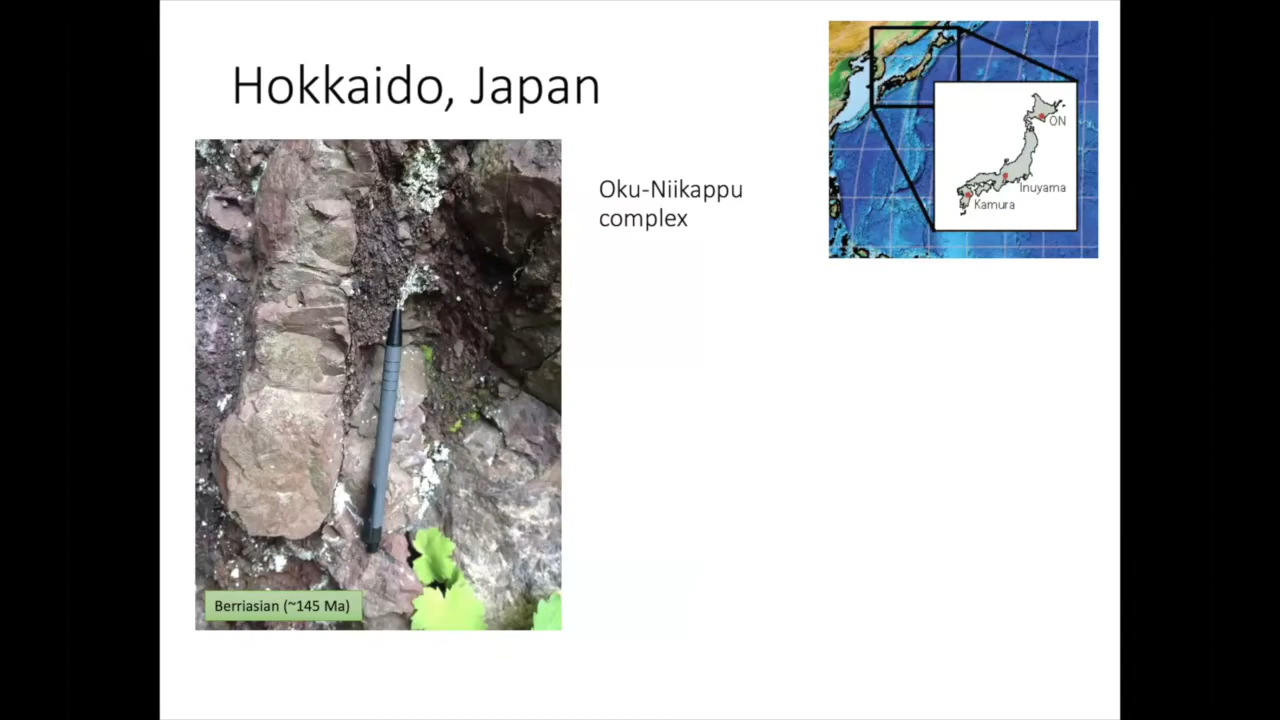 Hokkaido, Japan
Oku-Niikappu
complex
ON
Inuyama
Kamura
Berriasian (~145 Ma)